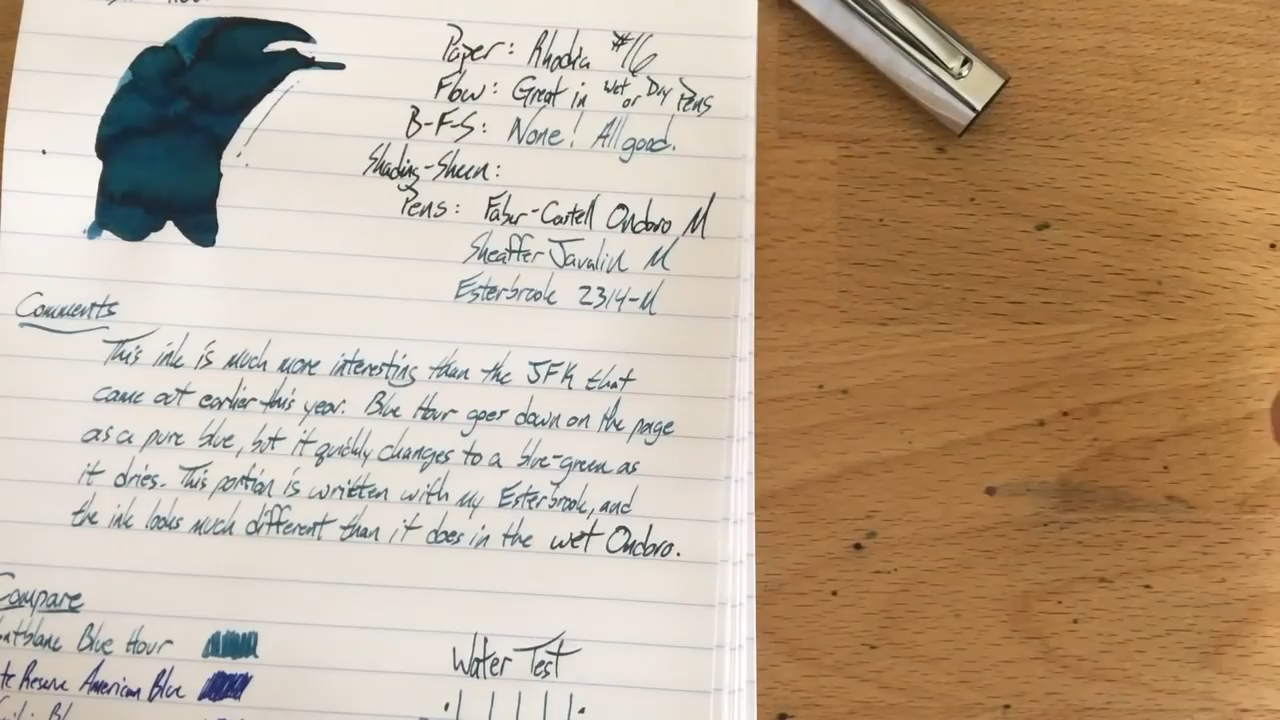 Paper: Rhodia #16
Flow: Great in wet or Dry Pens
B-F-S: None! All good.
Shading-Sheen:
Pens: Faber-Castell Ondoro M
Sheaffer Javalin M
Esterbrook 2314-M
Comments
This ink is much more interesting than the JFK that
came out earlier this year. Blue Hour goes down on the page
as a pure blue, but it quickly changes to a blue-green as
it dries. This portion is written with my Esterbrook, and
the ink looks much different than it does in the wet Ondoro.
Compare
Blue Hour
Reserve American Blue
Water Test